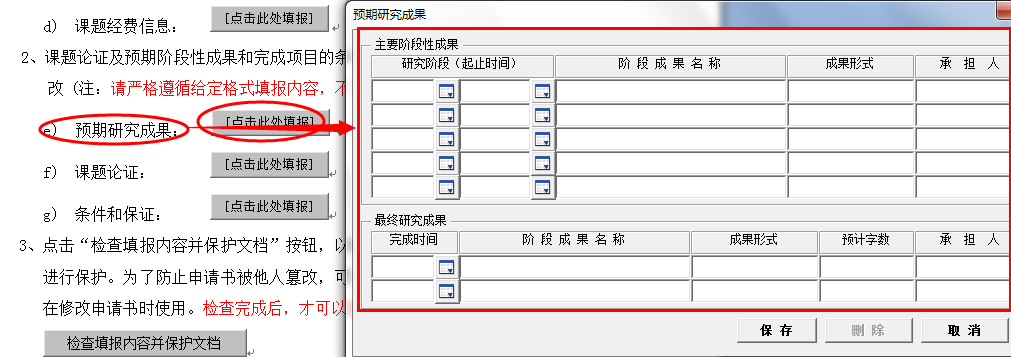 d) 课题经费信息： [点击此处填报]
2、课题论证及预期阶段性成果和完成项目的条
改（注：请严格遵循给定格式填报内容，不
e) 预期研究成果： [点击此处填报]
f) 课题论证： [点击此处填报]
g) 条件和保证： [点击此处填报]
3、点击“检查填报内容并保护文档”按钮，以
进行保护。为了防止申请书被他人篡改，可
在修改申请书时使用。检查完成后，才可以
检查填报内容并保护文档
预期研究成果
主要阶段性成果
研究阶段（起止时间） 阶 段 成 果 名 称 成果形式 承 担 人
最终研究成果
完成时间 阶 段 成 果 名 称 成果形式 预计字数 承 担 人
保 存 删 除 取 消